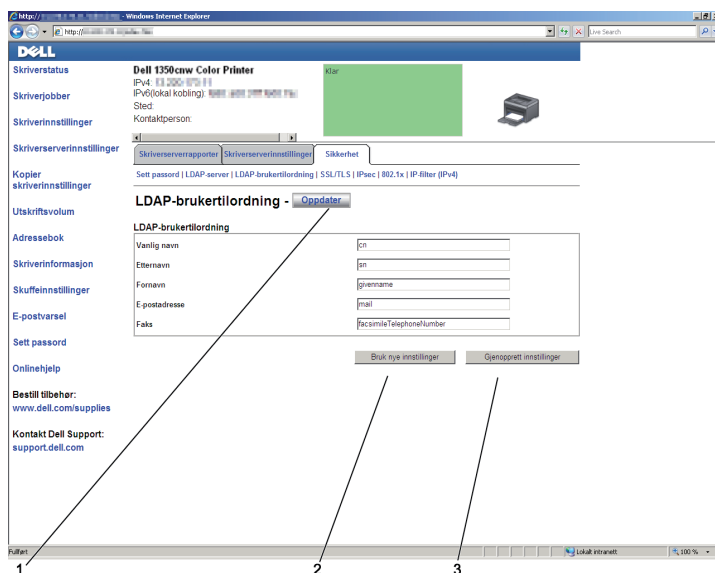 http://
- Windows Internet Explorer
http://
Live Search
DELL
Skriverstatus
Skriverjobber
Skriverinnstillinger
Skriverserverinnstillinger
Kopier
skriverinnstillinger
Utskriftsvolum
Adressebok
Skriverinformasjon
Skuffeinnstillinger
E-postvarsel
Sett passord
Onlinehjelp
Bestill tilbehør:
www.dell.com/supplies
Kontakt Dell Support:
support.dell.com
Dell 1350cnw Color Printer
IPv4:
IPv6(lokal kobling):
Sted:
Kontaktperson:
Klar
Skriverserverrapporter Skriverserverinnstillinger Sikkerhet
Sett passord | LDAP-server | LDAP-brukertilordning | SSL/TLS | IPsec | 802.1x | IP-filter (IPv4)
LDAP-brukertilordning - Oppdater
LDAP-brukertilordning
Vanlig navn cn
Etternavn sn
Fornavn givenname
E-postadresse mail
Faks facsimileTelephoneNumber
Bruk nye innstillinger Gjenopprett innstillinger
Fullført
Lokalt intranett
100 %
1 2 3